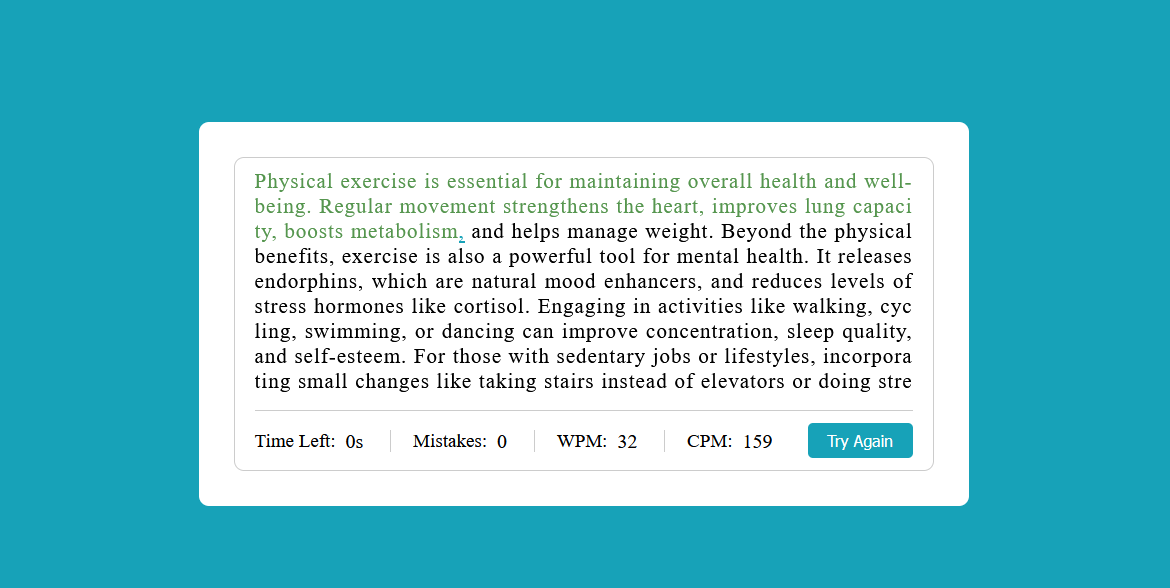 Physical exercise is essential for maintaining overall health and well-
being. Regular movement strengthens the heart, improves lung capaci
ty, boosts metabolism, and helps manage weight. Beyond the physical
benefits, exercise is also a powerful tool for mental health. It releases
endorphins, which are natural mood enhancers, and reduces levels of
stress hormones like cortisol. Engaging in activities like walking, cyc
ling, swimming, or dancing can improve concentration, sleep quality,
and self-esteem. For those with sedentary jobs or lifestyles, incorpora
ting small changes like taking stairs instead of elevators or doing stre
Time Left: 0s Mistakes: 0 WPM: 32 CPM: 159 Try Again